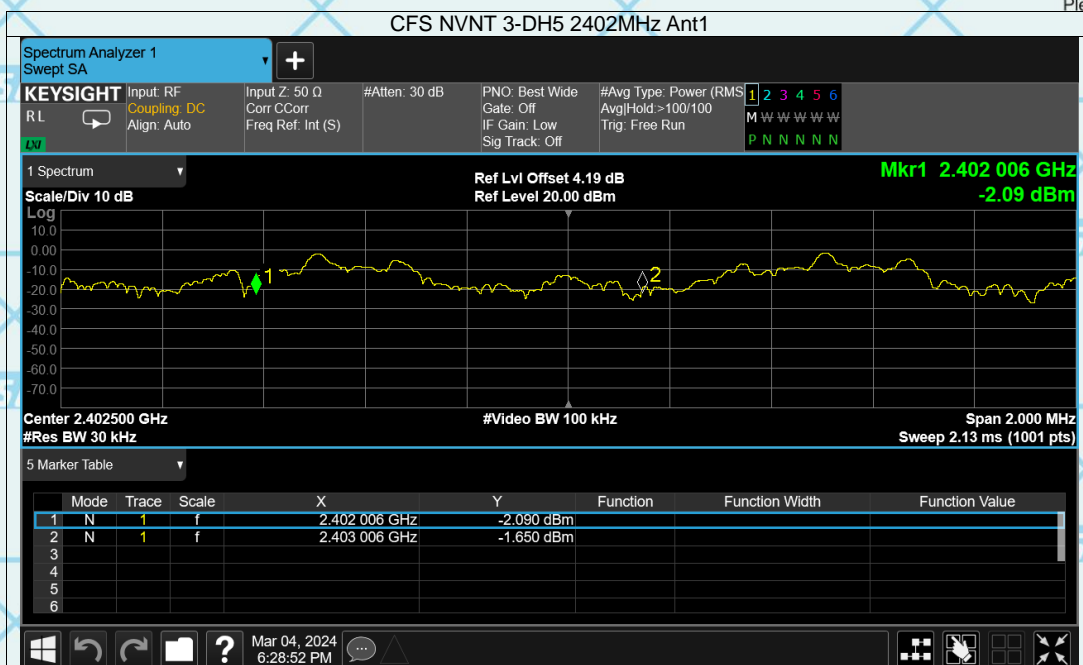 Ple
CFS NVNT 3-DH5 2402MHz Ant1
Spectrum Analyzer 1
Swept SA
+
KEYSIGHT
RL
LXI
Input: RF
Coupling: DC
Align: Auto
Input Z: 50 Ω
Corr CCorr
Freq Ref: Int (S)
#Atten: 30 dB
PNO: Best Wide
Gate: Off
IF Gain: Low
Sig Track: Off
#Avg Type: Power (RMS
Avg|Hold:>100/100
Trig: Free Run
1 2 3 4 5 6
M W W W W W
P N N N N N
1 Spectrum
Scale/Div 10 dB
Ref Lvl Offset 4.19 dB
Ref Level 20.00 dBm
Mkr1 2.402 006 GHz
-2.09 dBm
Log
10.0
0.00
-10.0
-20.0
-30.0
-40.0
-50.0
-60.0
-70.0
1
2
Center 2.402500 GHz
#Res BW 30 kHz
#Video BW 100 kHz
Span 2.000 MHz
Sweep 2.13 ms (1001 pts)
5 Marker Table
Mode Trace Scale X Y Function Function Width Function Value
1 N 1 f 2.402 006 GHz -2.090 dBm
2 N 1 f 2.403 006 GHz -1.650 dBm
3
4
5
6
?
Mar 04, 2024
6:28:52 PM